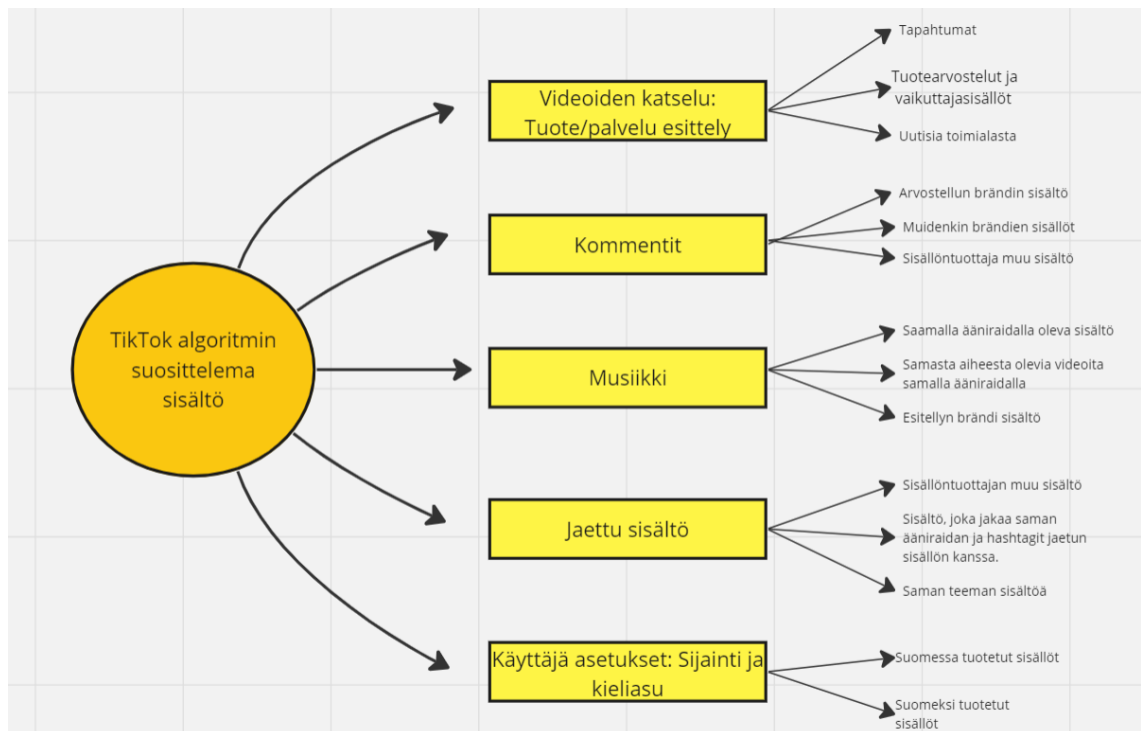 TikTok algoritmin
suosittelema
sisältö
Videoiden katselu:
Tuote/palvelu esittely
Tapahtumat
Tuotearvostelut ja
vaikuttajasisällöt
Uutisia toimialasta
Kommentit
Arvostellun brändin sisältö
Muidenkin brändien sisällöt
Sisällöntuottaja muu sisältö
Musiikki
Saamalla ääniraidalla oleva sisältö
Samasta aiheesta olevia videoita
samalla ääniraidalla
Esitellyn brändi sisältö
Jaettu sisältö
Sisällöntuottajan muu sisältö
Sisältö, joka jakaa saman
ääniraidan ja hashtagit jaetun
sisällön kanssa.
Saman teeman sisältöä
Käyttäjä asetukset: Sijainti ja
kieliasu
Suomessa tuotetut sisällöt
Suomeksi tuotetut
sisällöt